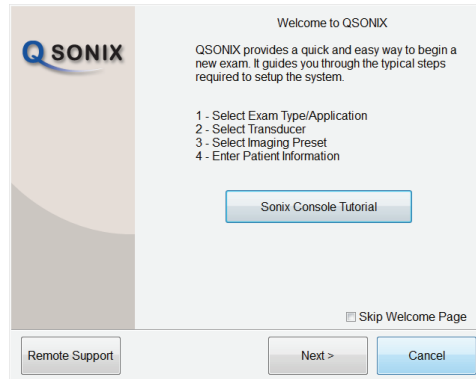 Welcome to QSONIX
Q SONIX
QSONIX provides a quick and easy way to begin a
new exam. It guides you through the typical steps
required to setup the system.
1 - Select Exam Type/Application
2 - Select Transducer
3 - Select Imaging Preset
4 - Enter Patient Information
Sonix Console Tutorial
Skip Welcome Page
Remote Support
Next >
Cancel